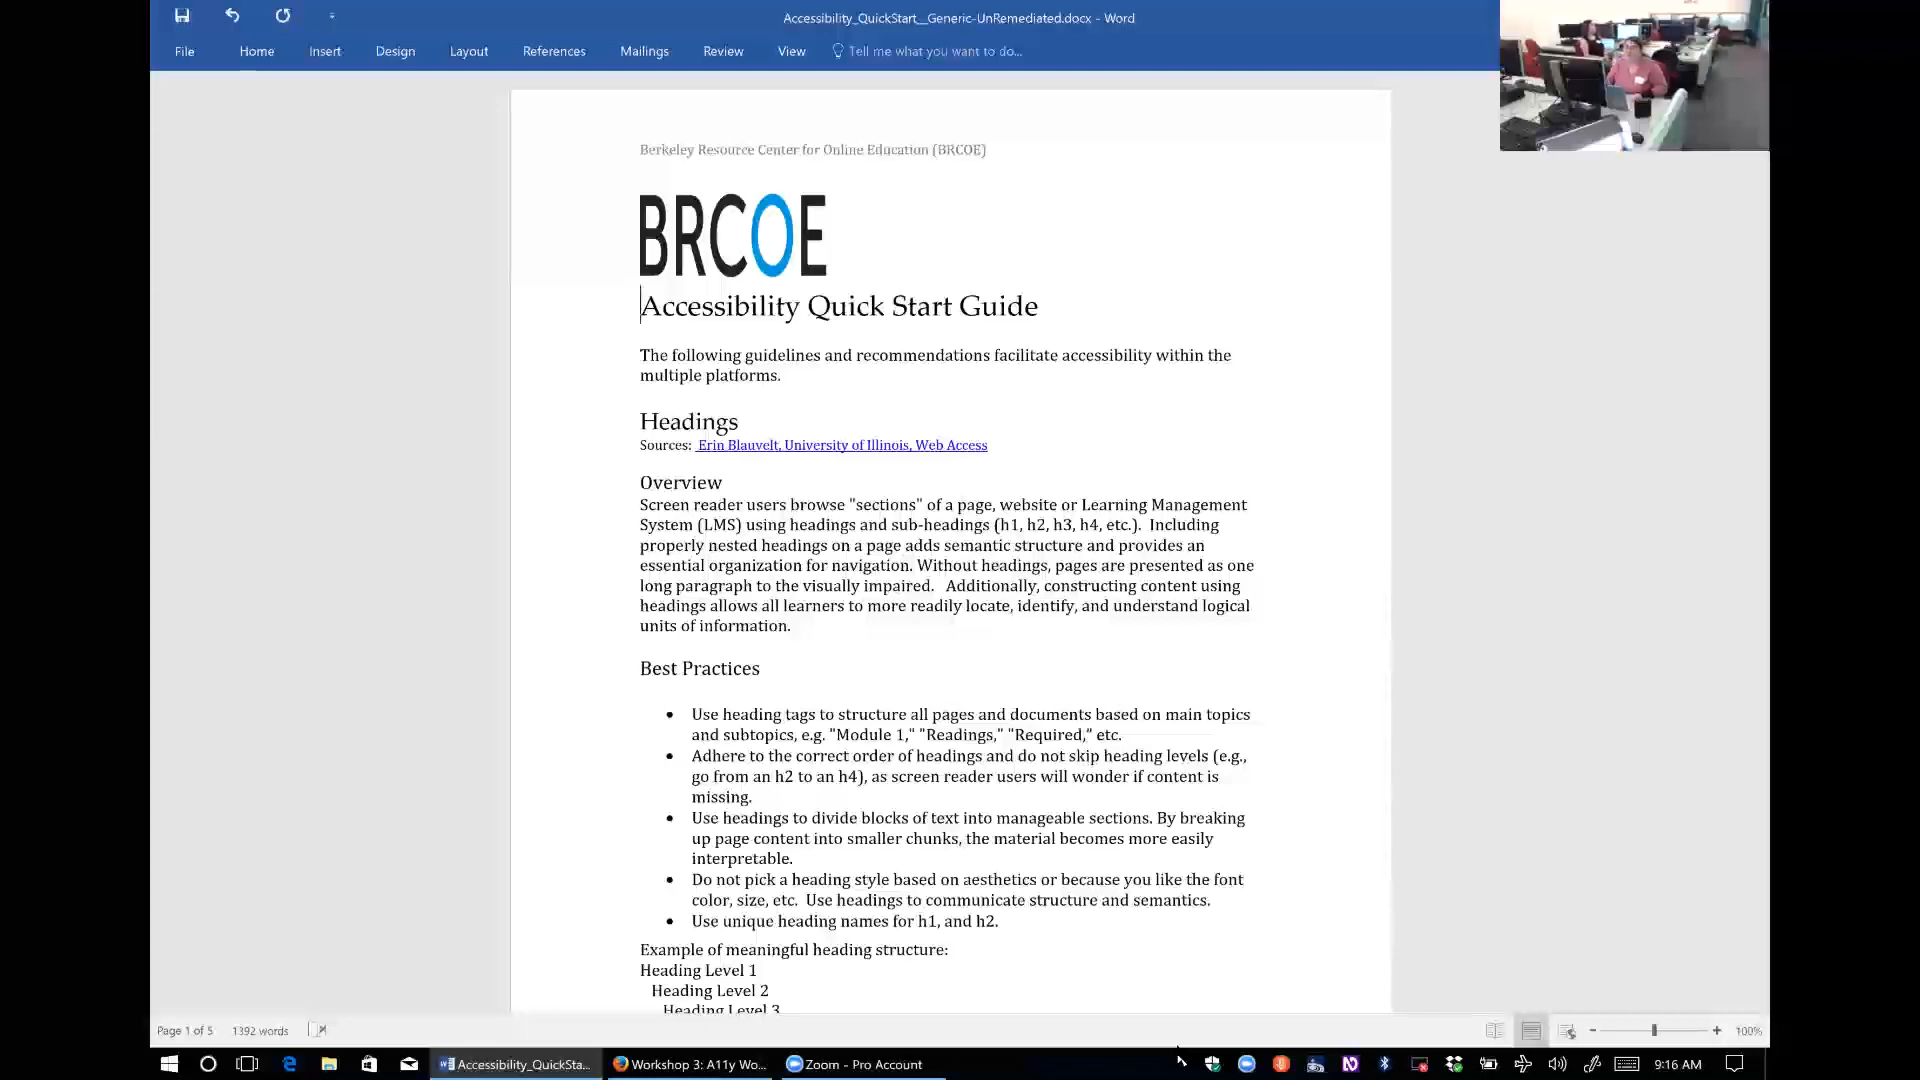 Accessibility_QuickStart__Generic-UnRemediated.docx - Word
File Home Insert Design Layout References Mailings Review View Tell me what you want to do...
Berkeley Resource Center for Online Education (BRCOE)
BRCOE
Accessibility Quick Start Guide
The following guidelines and recommendations facilitate accessibility within the
multiple platforms.
Headings
Sources:  Erin Blauvelt, University of Illinois, Web Access
Overview
Screen reader users browse "sections" of a page, website or Learning Management
System (LMS) using headings and sub-headings (h1, h2, h3, h4, etc.).  Including
properly nested headings on a page adds semantic structure and provides an
essential organization for navigation. Without headings, pages are presented as one
long paragraph to the visually impaired.   Additionally, constructing content using
headings allows all learners to more readily locate, identify, and understand logical
units of information.
Best Practices
• Use heading tags to structure all pages and documents based on main topics
and subtopics, e.g. "Module 1," "Readings," "Required," etc.
• Adhere to the correct order of headings and do not skip heading levels (e.g.,
go from an h2 to an h4), as screen reader users will wonder if content is
missing.
• Use headings to divide blocks of text into manageable sections. By breaking
up page content into smaller chunks, the material becomes more easily
interpretable.
• Do not pick a heading style based on aesthetics or because you like the font
color, size, etc.  Use headings to communicate structure and semantics.
• Use unique heading names for h1, and h2.
Example of meaningful heading structure:
Heading Level 1
Heading Level 2
Heading Level 3
Page 1 of 5 1392 words 100%
Accessibility_QuickSta... Workshop 3: A11y Wo... Zoom - Pro Account 9:16 AM